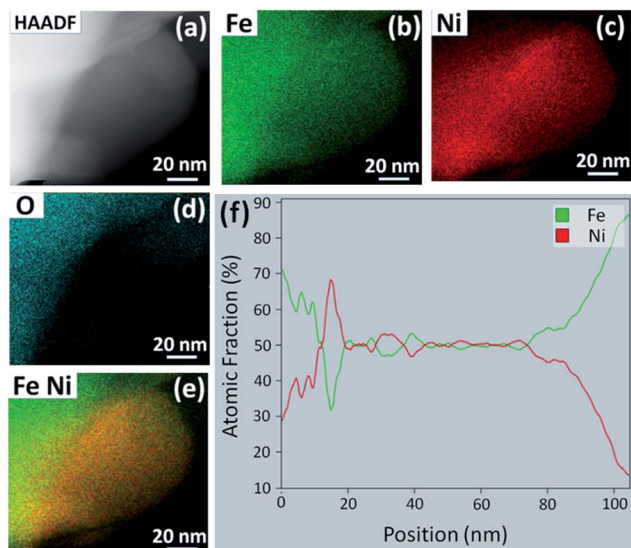 HAADF
(a)
20 nm
Fe
(b)
20 nm
Ni
(c)
20 nm
O
(d)
20 nm
Fe Ni
(e)
20 nm
(f)
Fe
Ni
90
80
70
60
50
40
30
20
10
0
20
40
60
80
100
Atomic Fraction (%)
Position (nm)